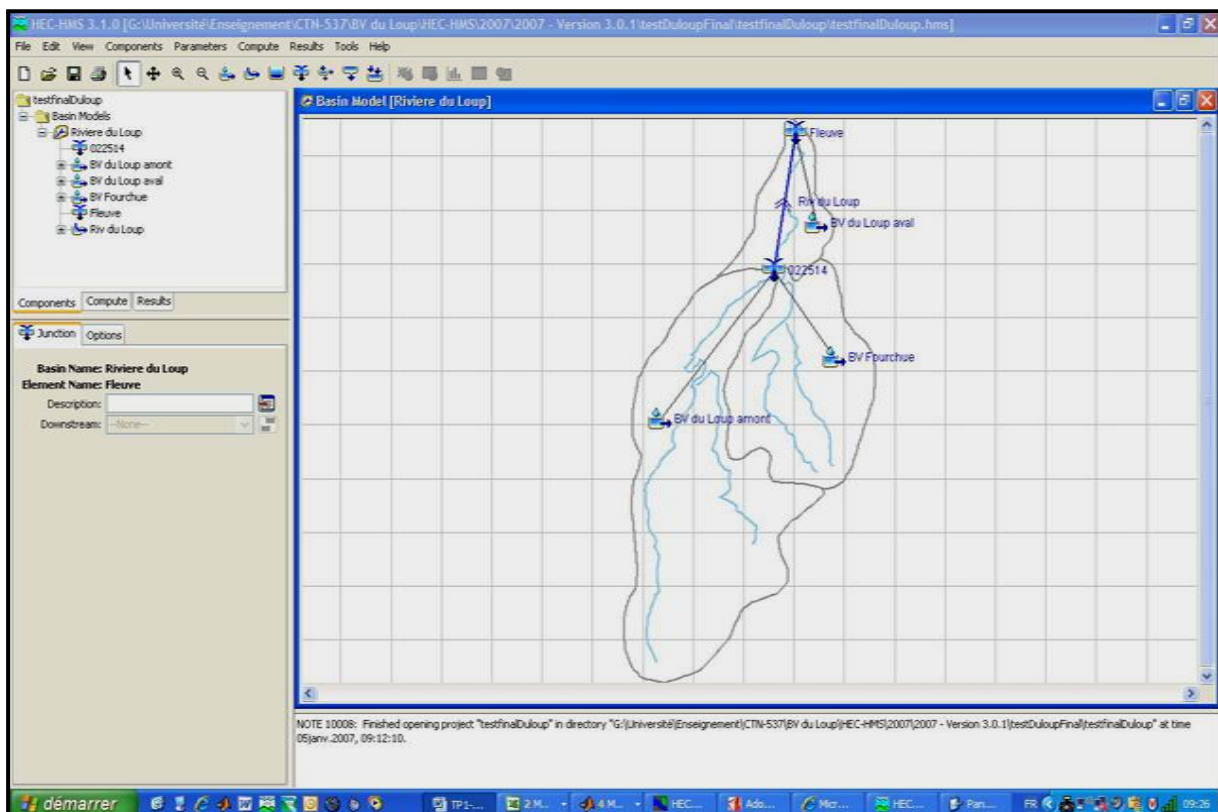 HEC-HMS 3.1.0 [G:\Université\Enseignement\CTN-537\BV du Loup\HEC-HMS\2007\2007 - Version 3.0.1\testDuloupFinal\testfinalDuloup\testfinalDuloup.hms]
File Edit View Components Parameters Compute Results Tools Help
testfinalDuloup
Basin Models
Riviere du Loup
022514
BV du Loup amont
BV du Loup aval
BV Fourchue
Fleuve
Riv du Loup
Components Compute Results
Junction Options
Basin Name: Riviere du Loup
Element Name: Fleuve
Description:
Downstream: --None--
Basin Model [Riviere du Loup]
Fleuve
Riv du Loup
BV du Loup aval
022514
BV Fourchue
BV du Loup amont
NOTE 10008: Finished opening project "testfinalDuloup" in directory "G:\Université\Enseignement\CTN-537\BV du Loup\HEC-HMS\2007\2007 - Version 3.0.1\testDuloupFinal\testfinalDuloup" at time
05janv.2007, 09:12:10.
démarrer TP1-... 2 M... 4 M... HEC... Ado... Micr... HEC... Pan... FR 09:26